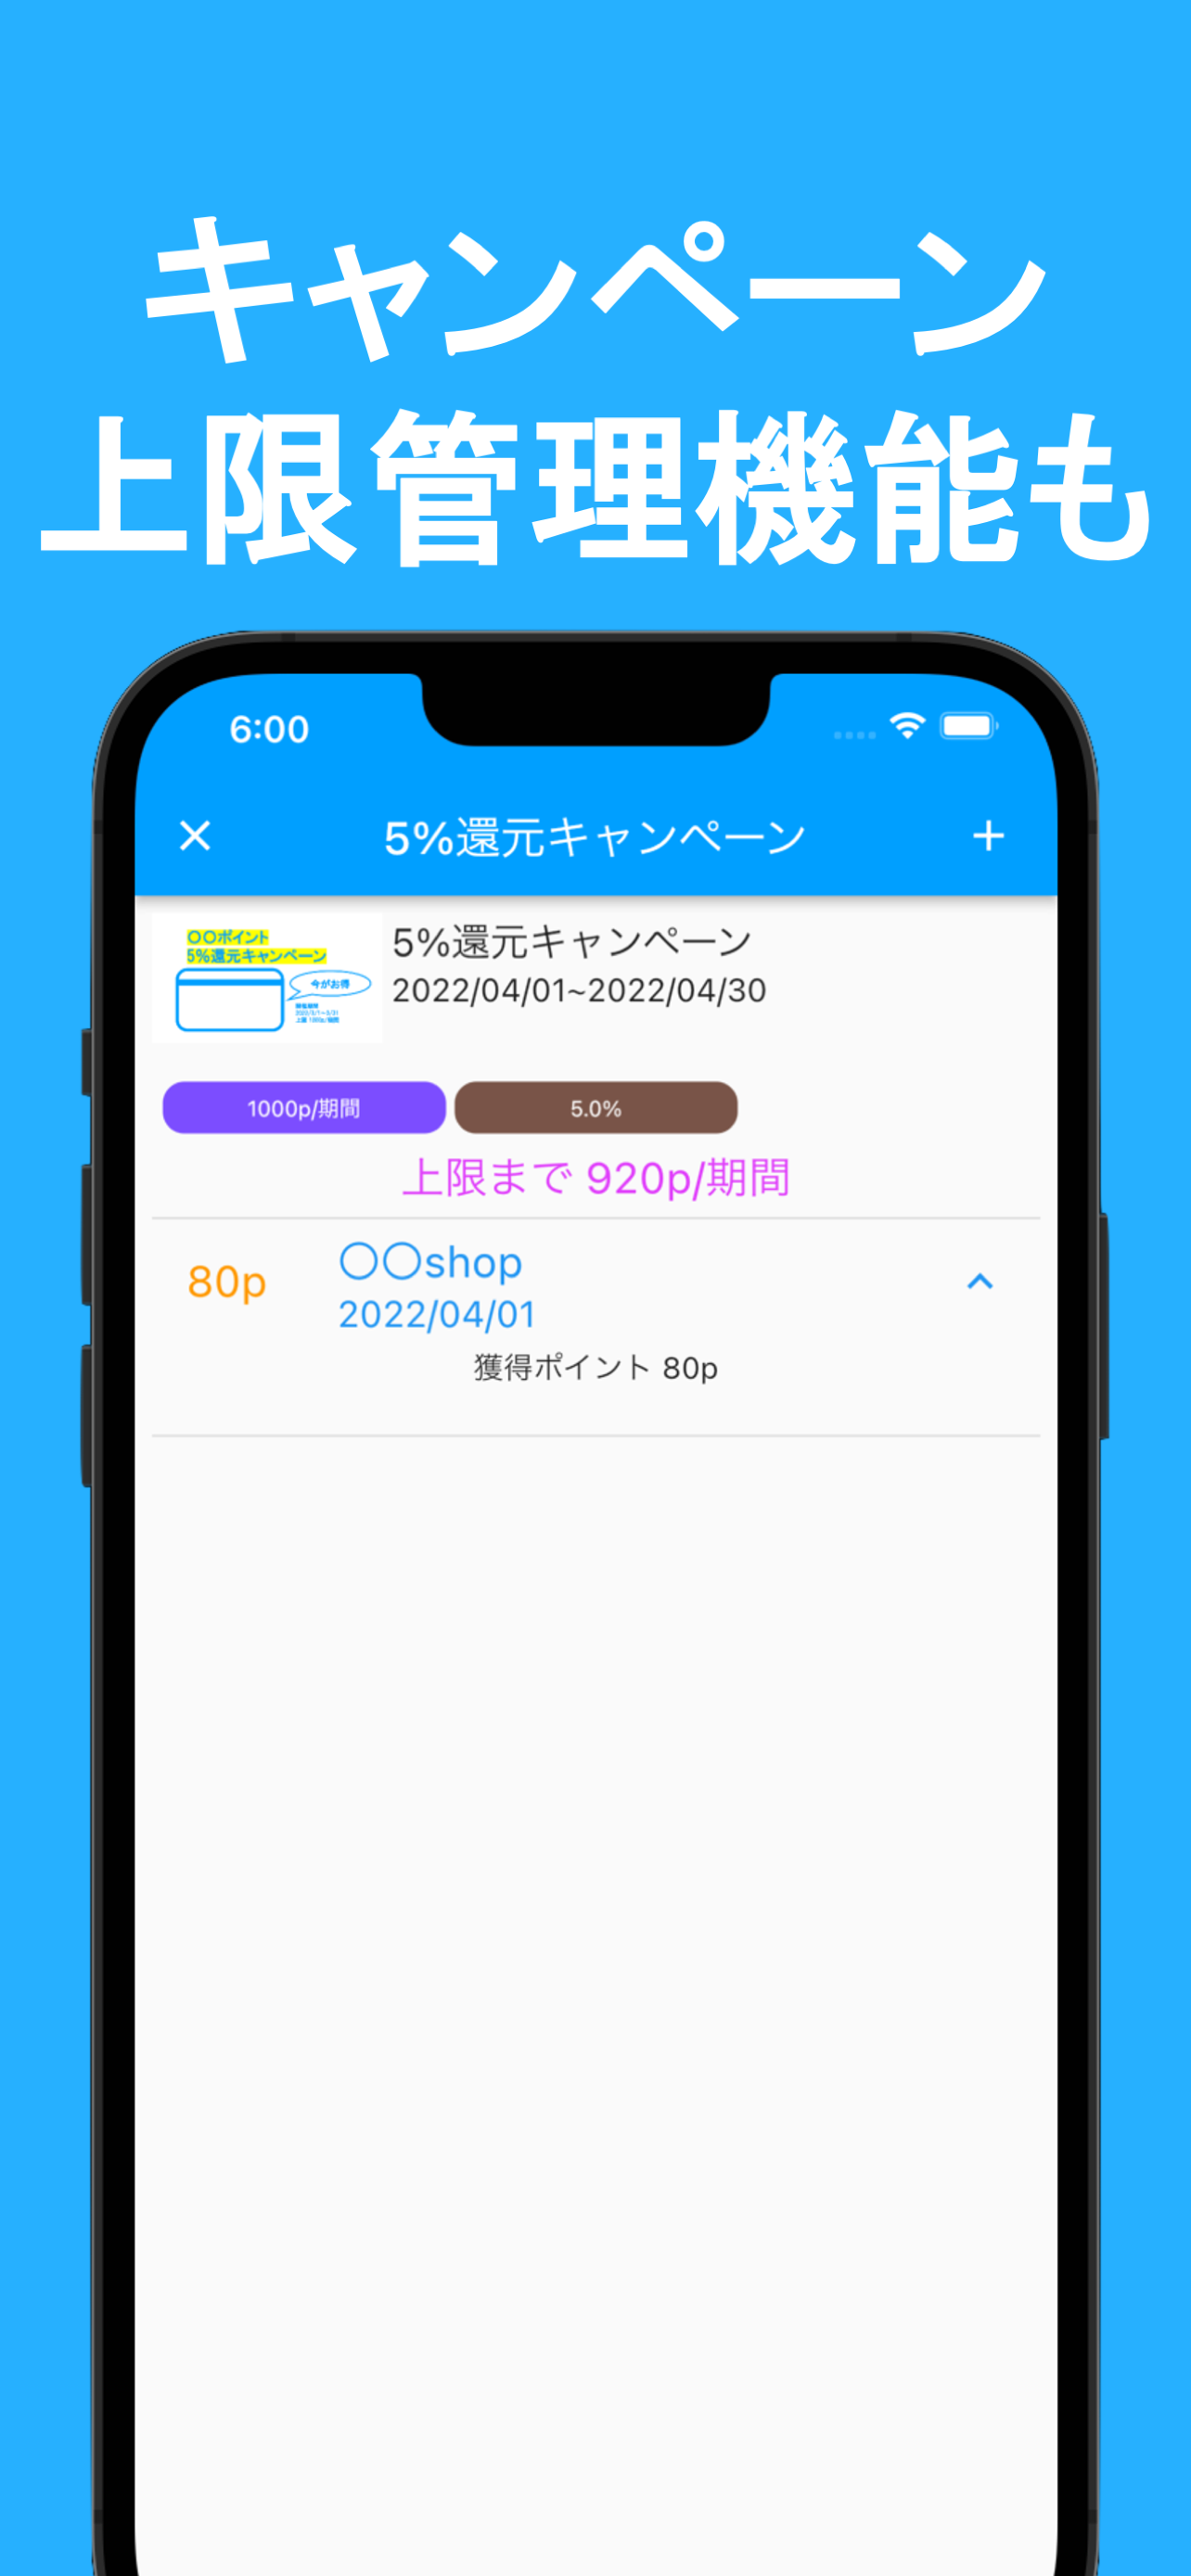 キャンペーン
上限管理機能も
6:00
5%還元キャンペーン
〇〇ポイント
5%還元キャンペーン
今がお得
5%還元キャンペーン
2022/04/01~2022/04/30
1000p/期間
5.0%
上限まで 920p/期間
80p
〇〇shop
2022/04/01
獲得ポイント 80p